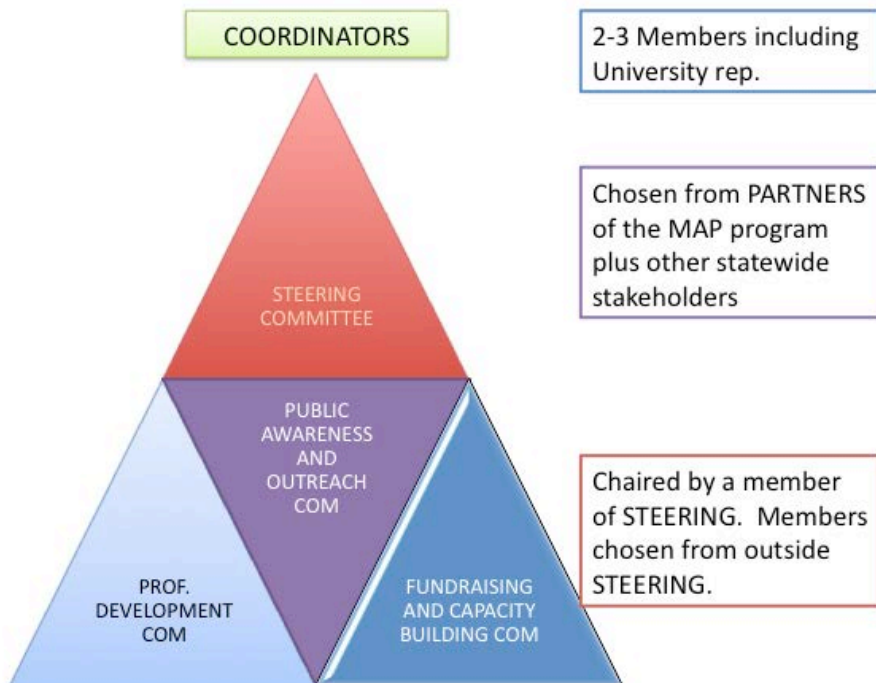 COORDINATORS
2-3 Members including
University rep.
Chosen from PARTNERS
of the MAP program
plus other statewide
stakeholders
STEERING
COMMITTEE
PUBLIC
AWARENESS
AND
OUTREACH
COM
Chaired by a member
of STEERING. Members
chosen from outside
STEERING.
PROF.
DEVELOPMENT
COM
FUNDRAISING
AND CAPACITY
BUILDING COM